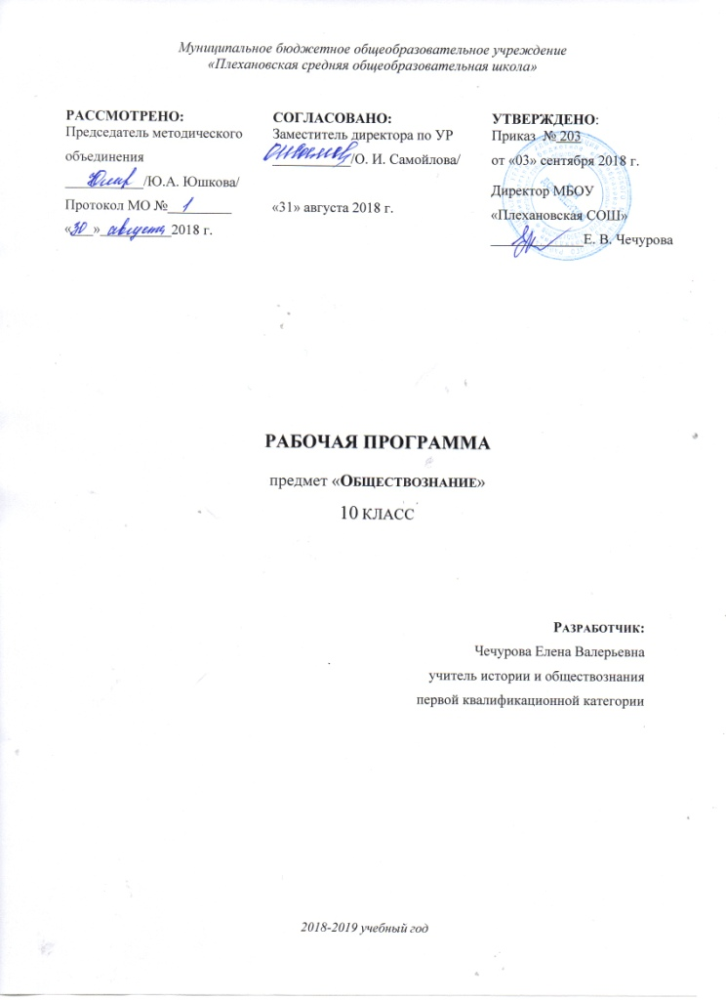 Муниципальное бюджетное общеобразовательное учреждение
«Плехановская средняя общеобразовательная школа»
РАССМОТРЕНО:
Председатель методического
объединения
___________/Ю.А. Юшкова/
Протокол МО №____1_____
«30» августа 2018 г.
СОГЛАСОВАНО:
Заместитель директора по УР
___________/О. И. Самойлова/
«31» августа 2018 г.
УТВЕРЖДЕНО:
Приказ № 203
от «03» сентября 2018 г.
Директор МБОУ
«Плехановская СОШ»
_____________Е. В. Чечурова
РАБОЧАЯ ПРОГРАММА
предмет «ОБЩЕСТВОЗНАНИЕ»
10 КЛАСС
РАЗРАБОТЧИК:
Чечурова Елена Валерьевна
учитель истории и обществознания
первой квалификационной категории
2018-2019 учебный год